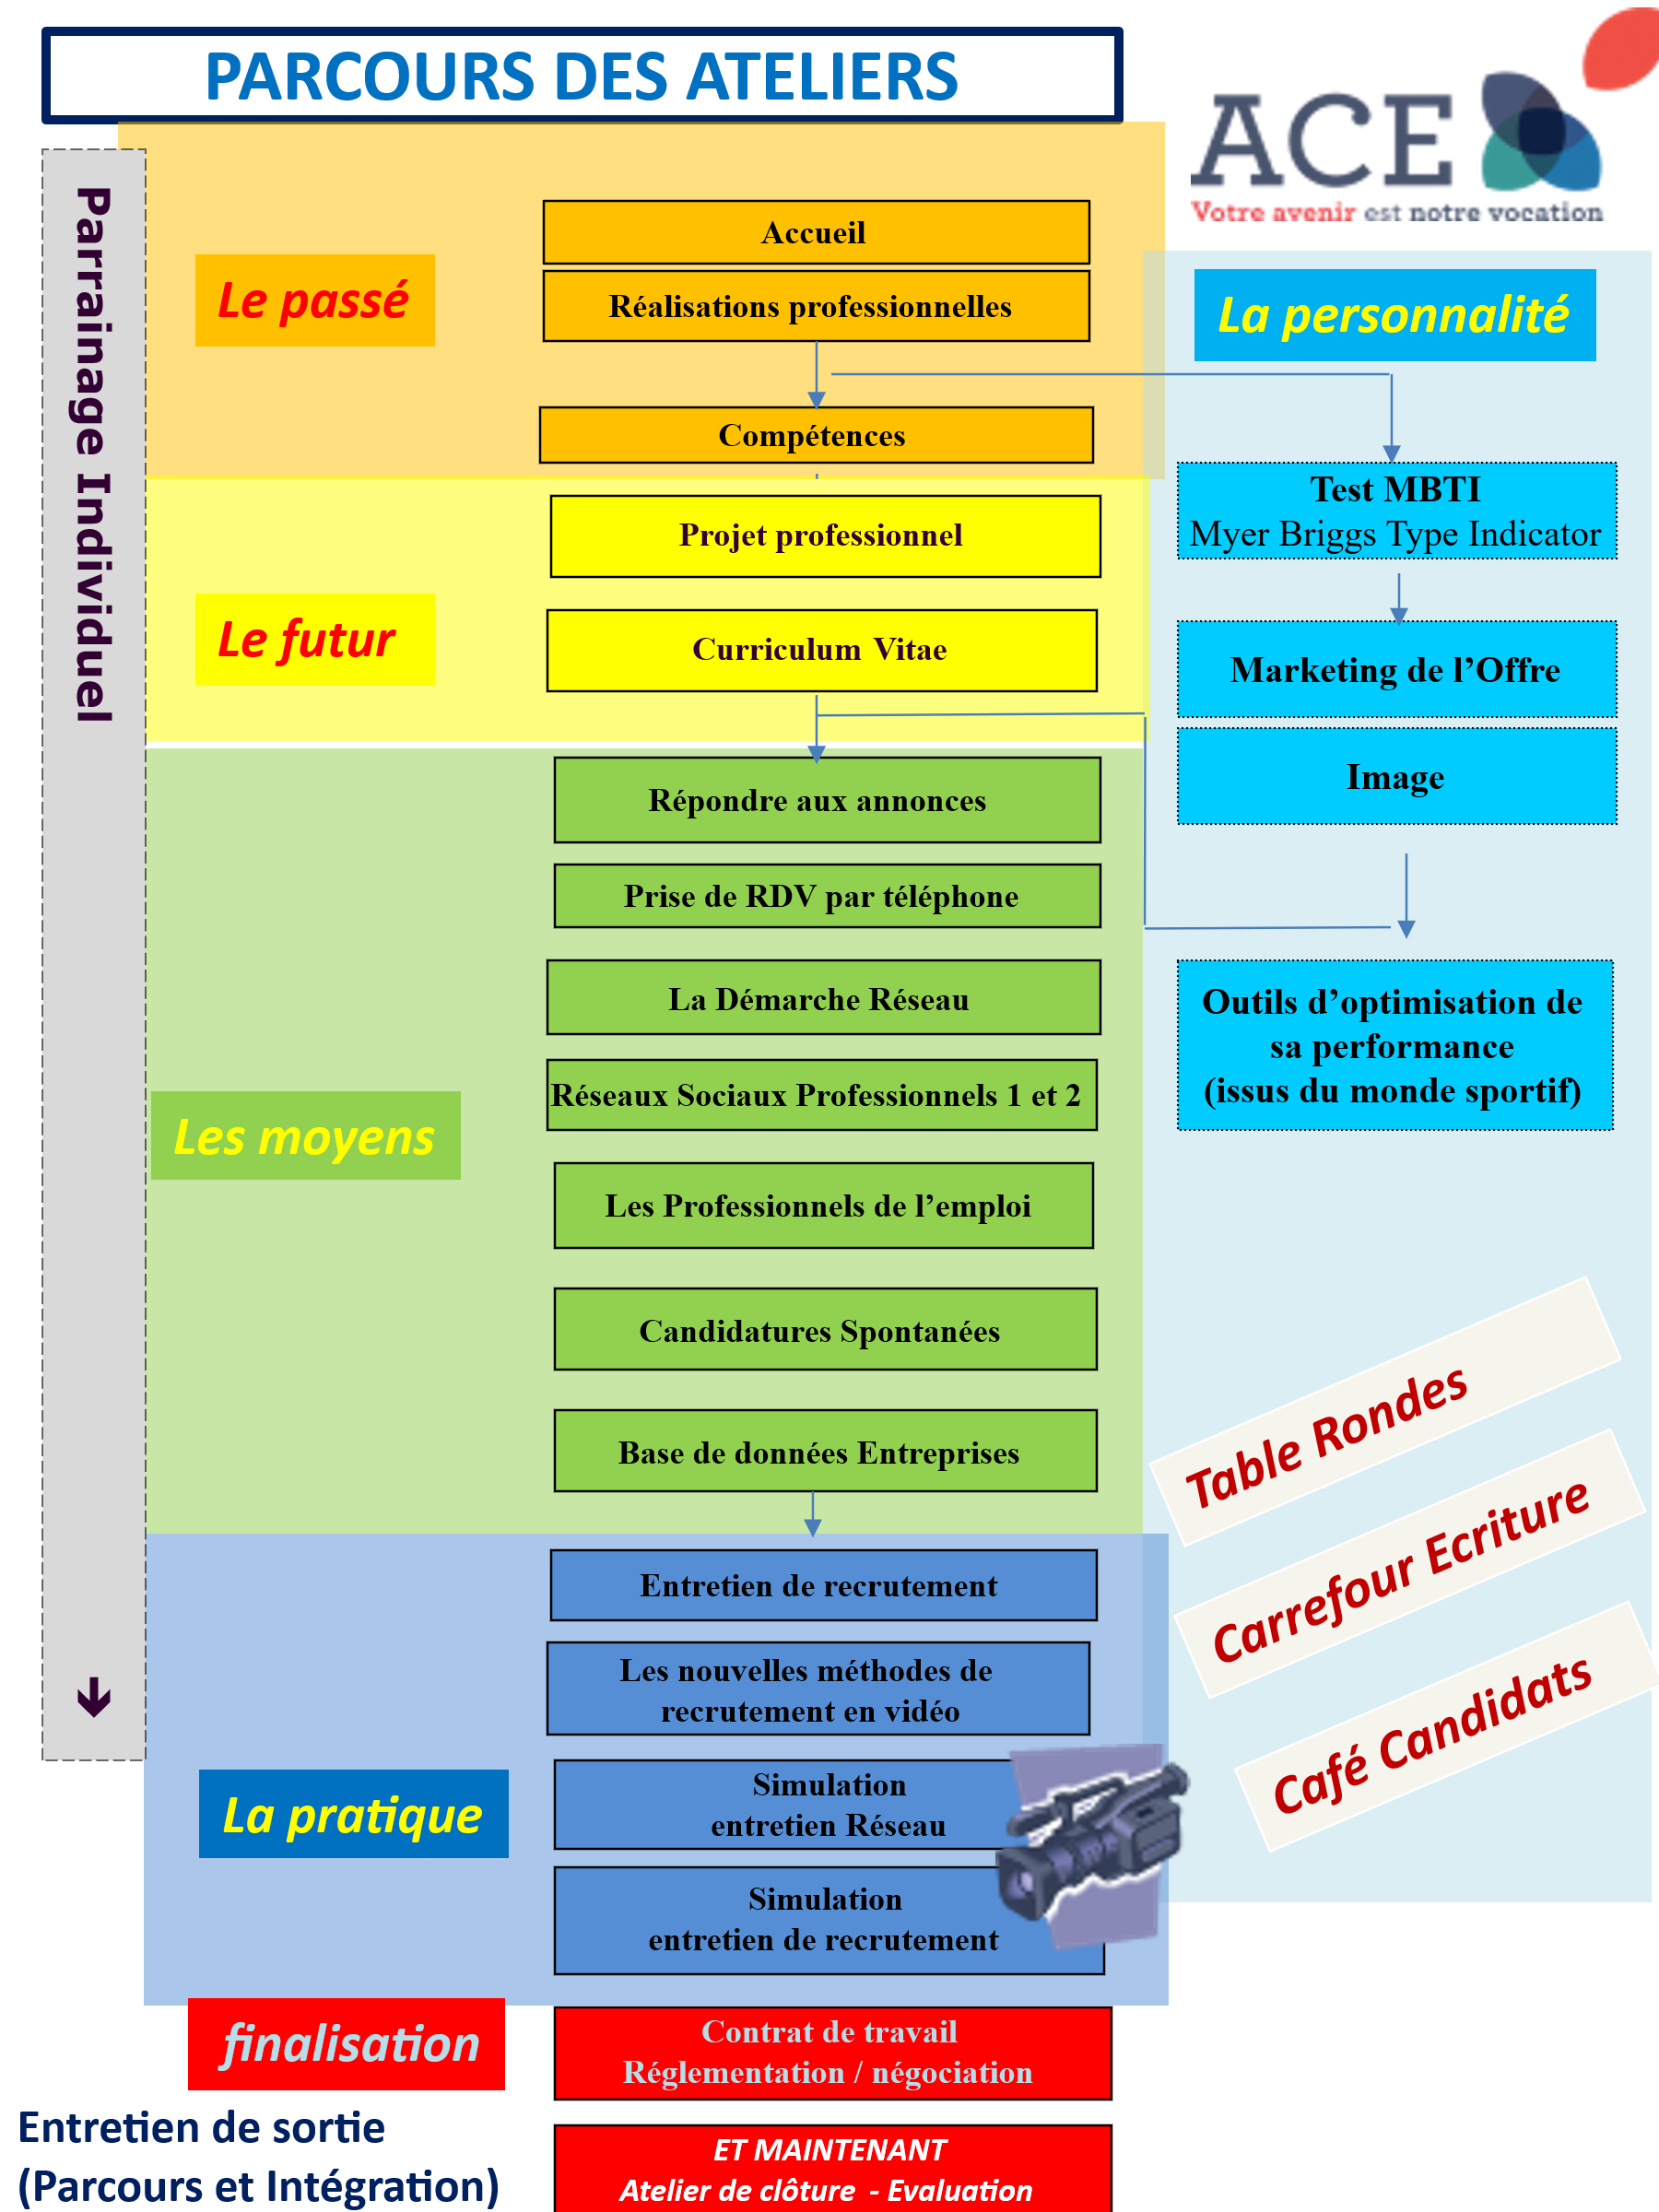 PARCOURS DES ATELIERS
ACE
Votre avenir est notre vocation
Parrainage Individuel
Le passé
Accueil
Réalisations professionnelles
Compétences
La personnalité
Test MBTI
Myer Briggs Type Indicator
Marketing de l’Offre
Image
Outils d’optimisation de
sa performance
(issus du monde sportif)
Le futur
Projet professionnel
Curriculum Vitae
Les moyens
Répondre aux annonces
Prise de RDV par téléphone
La Démarche Réseau
Réseaux Sociaux Professionnels 1 et 2
Les Professionnels de l’emploi
Candidatures Spontanées
Base de données Entreprises
Table Rondes
Carrefour Ecriture
Café Candidats
La pratique
Entretien de recrutement
Les nouvelles méthodes de
recrutement en vidéo
Simulation
entretien Réseau
Simulation
entretien de recrutement
finalisation
Contrat de travail
Réglementation / négociation
Entretien de sortie
(Parcours et Intégration)
ET MAINTENANT
Atelier de clôture - Evaluation